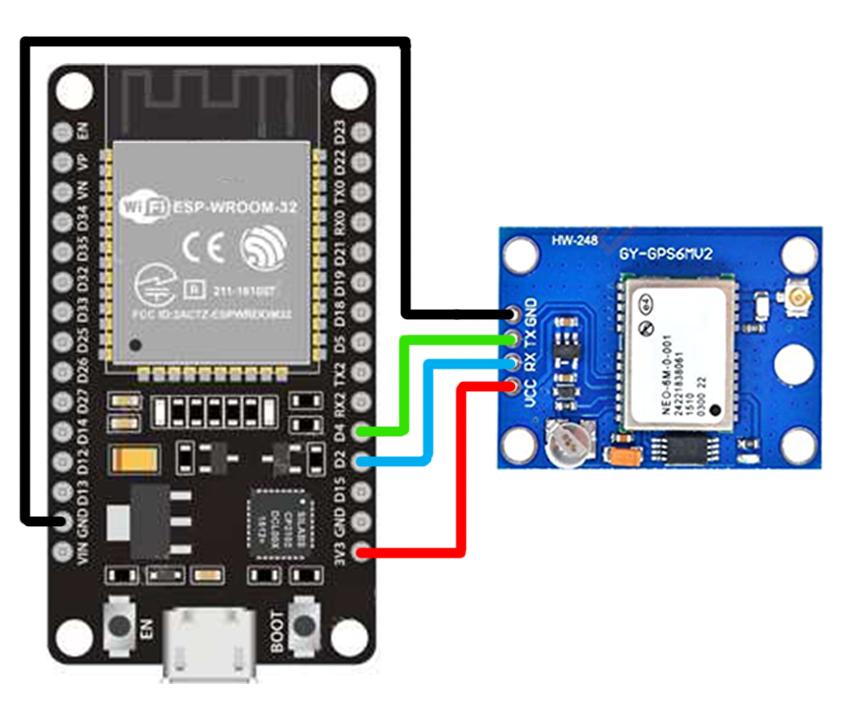 EN
VP
VN
D34
D35
D32
D33
D25
D26
D27
D14
D12
D13
GND
VIN
WiFi ESP-WROOM-32
CE
R 211-161007
FCC ID:2AC7Z-ESPWROOM32
D23
D22
TX0
RX0
D21
D19
D18
D5
TX2
RX2
D4
D2
D15
GND
3V3
SILABS
CP2102
EN
BOOT
HW-248
GY-GPS6MV2
GND
TX
RX
VCC
NEO-6M-0-001
24221838061
1510
0300 22